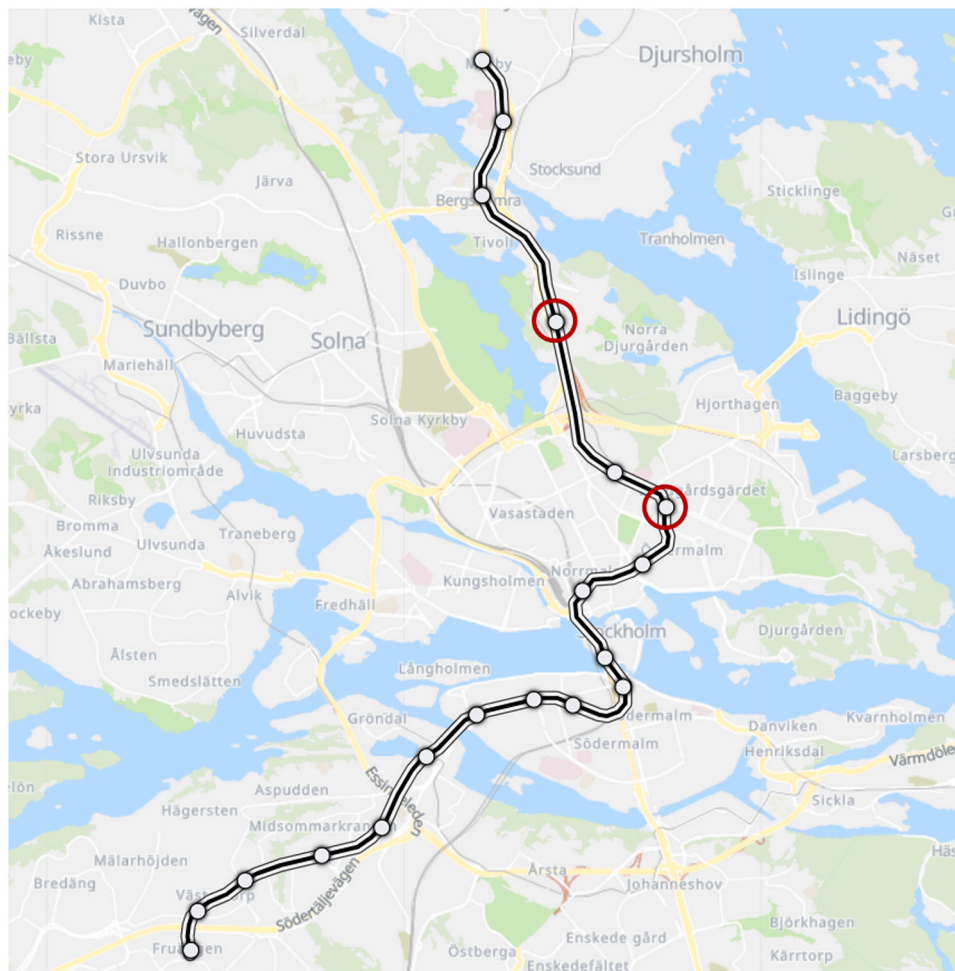 Kista
Silverdal
Djursholm
Stora Ursvik
Stocksund
Järva
Sticklinge
Rissne
Hallonbergen
Tivoli
Tranholmen
Näset
Duvbo
Islinge
Sundbyberg
Solna
Norra
Djurgården
Lidingö
Bällsta
Mariehäll
Baggeby
Solna Kyrkby
Hjorthagen
Huvudsta
Ulvsunda
industriområde
Riksby
Vasastaden
Bromma
Traneberg
Åkeslund
Ulvsunda
Abrahamsberg
Kungsholmen
Alvik
Fredhäll
Djurgården
Ålsten
Långholmen
Smedslätten
Gröndal
Danviken
Kvarnholmen
Södermalm
Henriksdal
Aspudden
Sickla
Hägersten
Mälarhöjden
Årsta
Bredäng
Johanneshov
Södertäljevägen
Björkhagen
Enskede gård
Östberga
Kärrtorp
Enskedefältet